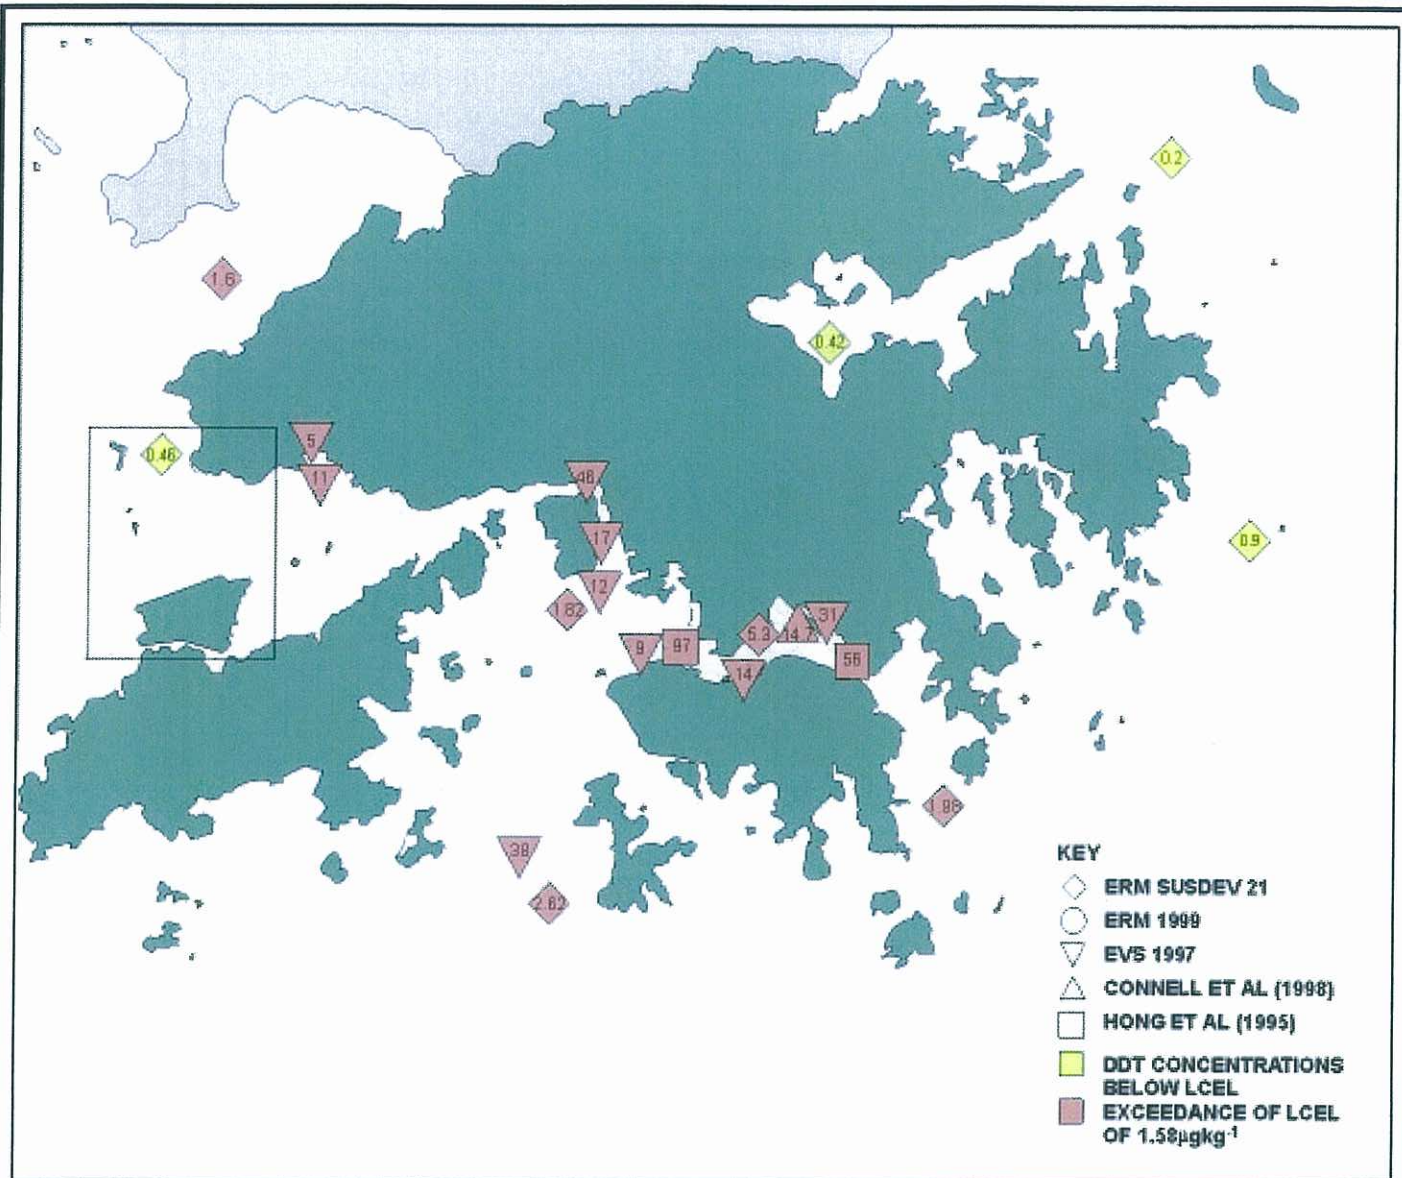 0.2
1.6
0.42
5
0.46
11
46
17
0.9
12
1.82
31
5.3
14.7
9
97
56
14
1.96
38
2.62
KEY
ERM SUSDEV 21
ERM 1999
EVS 1997
CONNELL ET AL (1998)
HONG ET AL (1995)
DDT CONCENTRATIONS
BELOW LCEL
EXCEEDANCE OF LCEL
OF 1.58µgkg-1